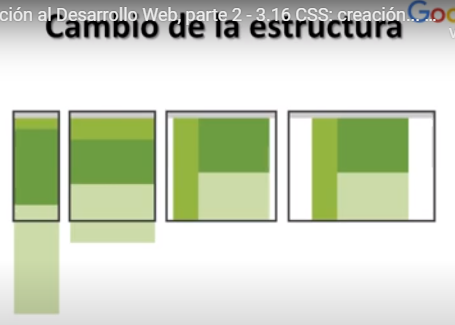 ción al Desarrollo Web, parte 2 - 3.16 CSS: creación... ...
Cambio de la estructura